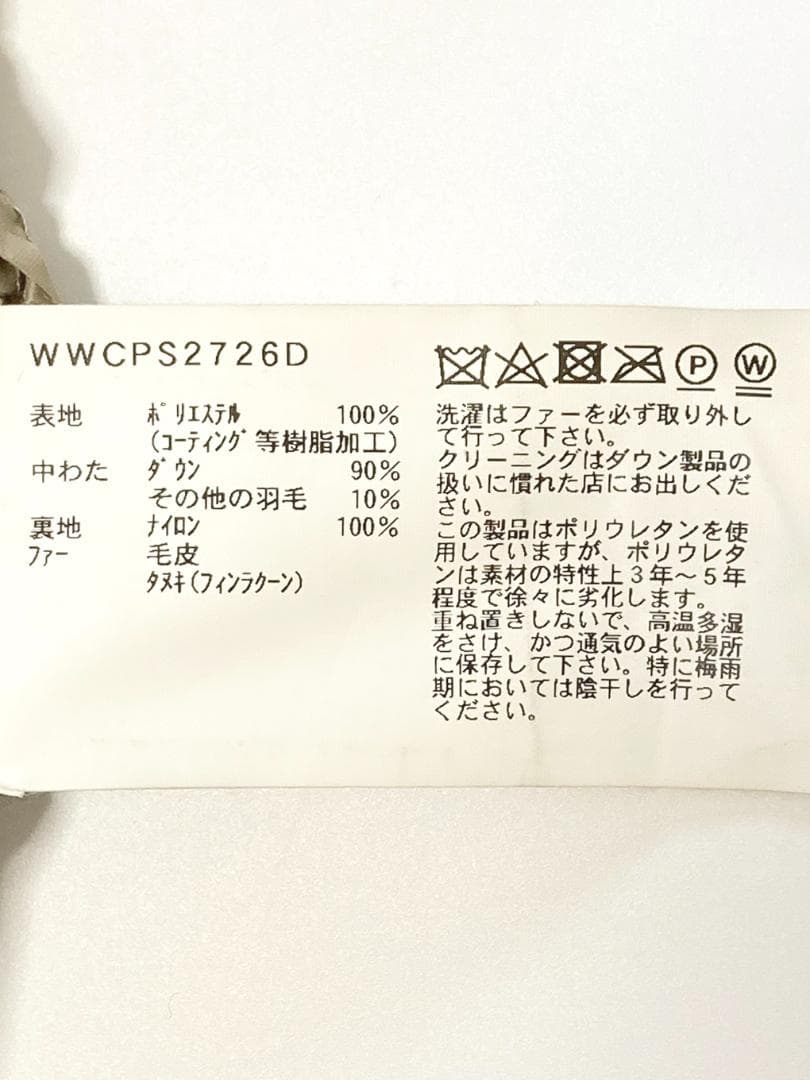 WWCPS2726D
表地 ﾎﾟﾘｴｽﾃﾙ 100%
(ｺｰﾃｨﾝｸﾞ等樹脂加工)
中わた ﾀﾞｳﾝ 90%
その他の羽毛 10%
裏地 ﾅｲﾛﾝ 100%
ﾌｧｰ 毛皮
ﾀﾇｷ(ﾌｨﾝﾗｸｰﾝ)
P W
洗濯はファーを必ず取り外し
て行って下さい。
クリーニングはダウン製品の
扱いに慣れた店にお出しくだ
さい。
この製品はポリウレタンを使
用していますが、ポリウレタ
ンは素材の特性上3年～5年
程度で徐々に劣化します。
重ね置きしないで、高温多湿
をさけ、かつ通気のよい場所
に保存して下さい。特に梅雨
期においては陰干しを行って
ください。